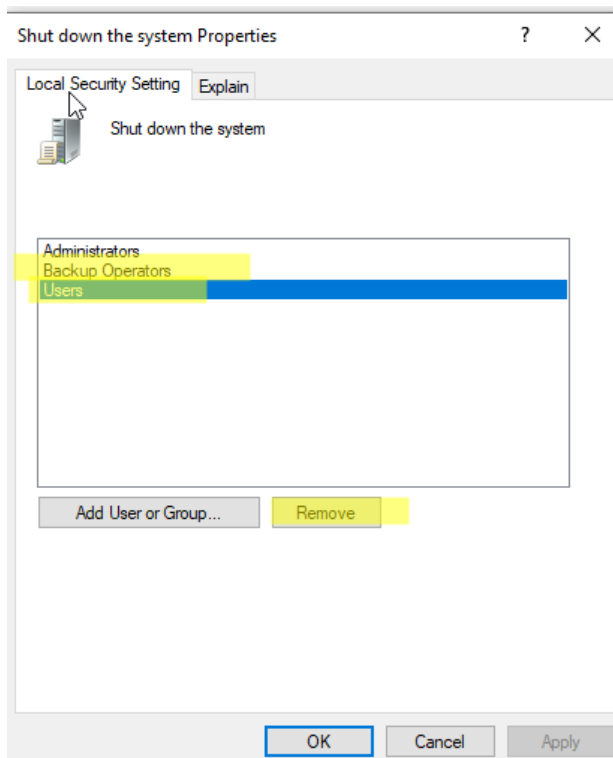 Shut down the system Properties ? ×
Local Security Setting Explain
Shut down the system
Administrators
Backup Operators
Users
Add User or Group... Remove
OK Cancel Apply